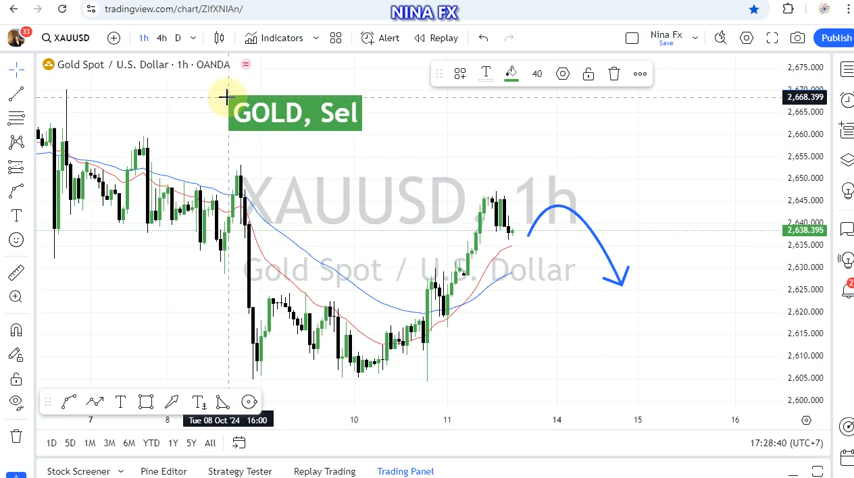 tradingview.com/chart/ZIfXNIAn/
NINA FX
33
XAUUSD
1h 4h D
Indicators
Alert
Replay
Nina Fx
Save
Publish
Gold Spot / U.S. Dollar · 1h · OANDA
40
GOLD, Sel
XAUUSD, 1h
Gold Spot / U.S. Dollar
2,675.000
2,668.399
2,665.000
2,660.000
2,655.000
2,650.000
2,645.000
2,640.000
2,638.395
2,635.000
2,630.000
2,625.000
2,620.000
2,615.000
2,610.000
2,605.000
2,600.000
7 8 Tue 08 Oct '24 16:00 10 11 14 15 16
1D 5D 1M 3M 6M YTD 1Y 5Y All
17:28:40 (UTC+7)
Stock Screener Pine Editor Strategy Tester Replay Trading Trading Panel